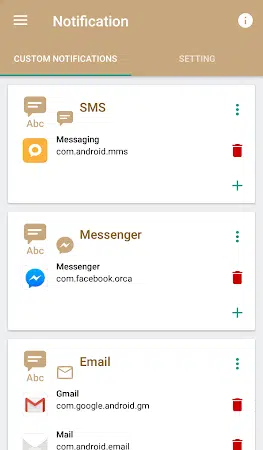 Notification
CUSTOM NOTIFICATIONS
SETTING
Abc
SMS
Messaging
com.android.mms
Abc
Messenger
Messenger
com.facebook.orca
Abc
Email
Gmail
com.google.android.gm
Mail
com.android.email